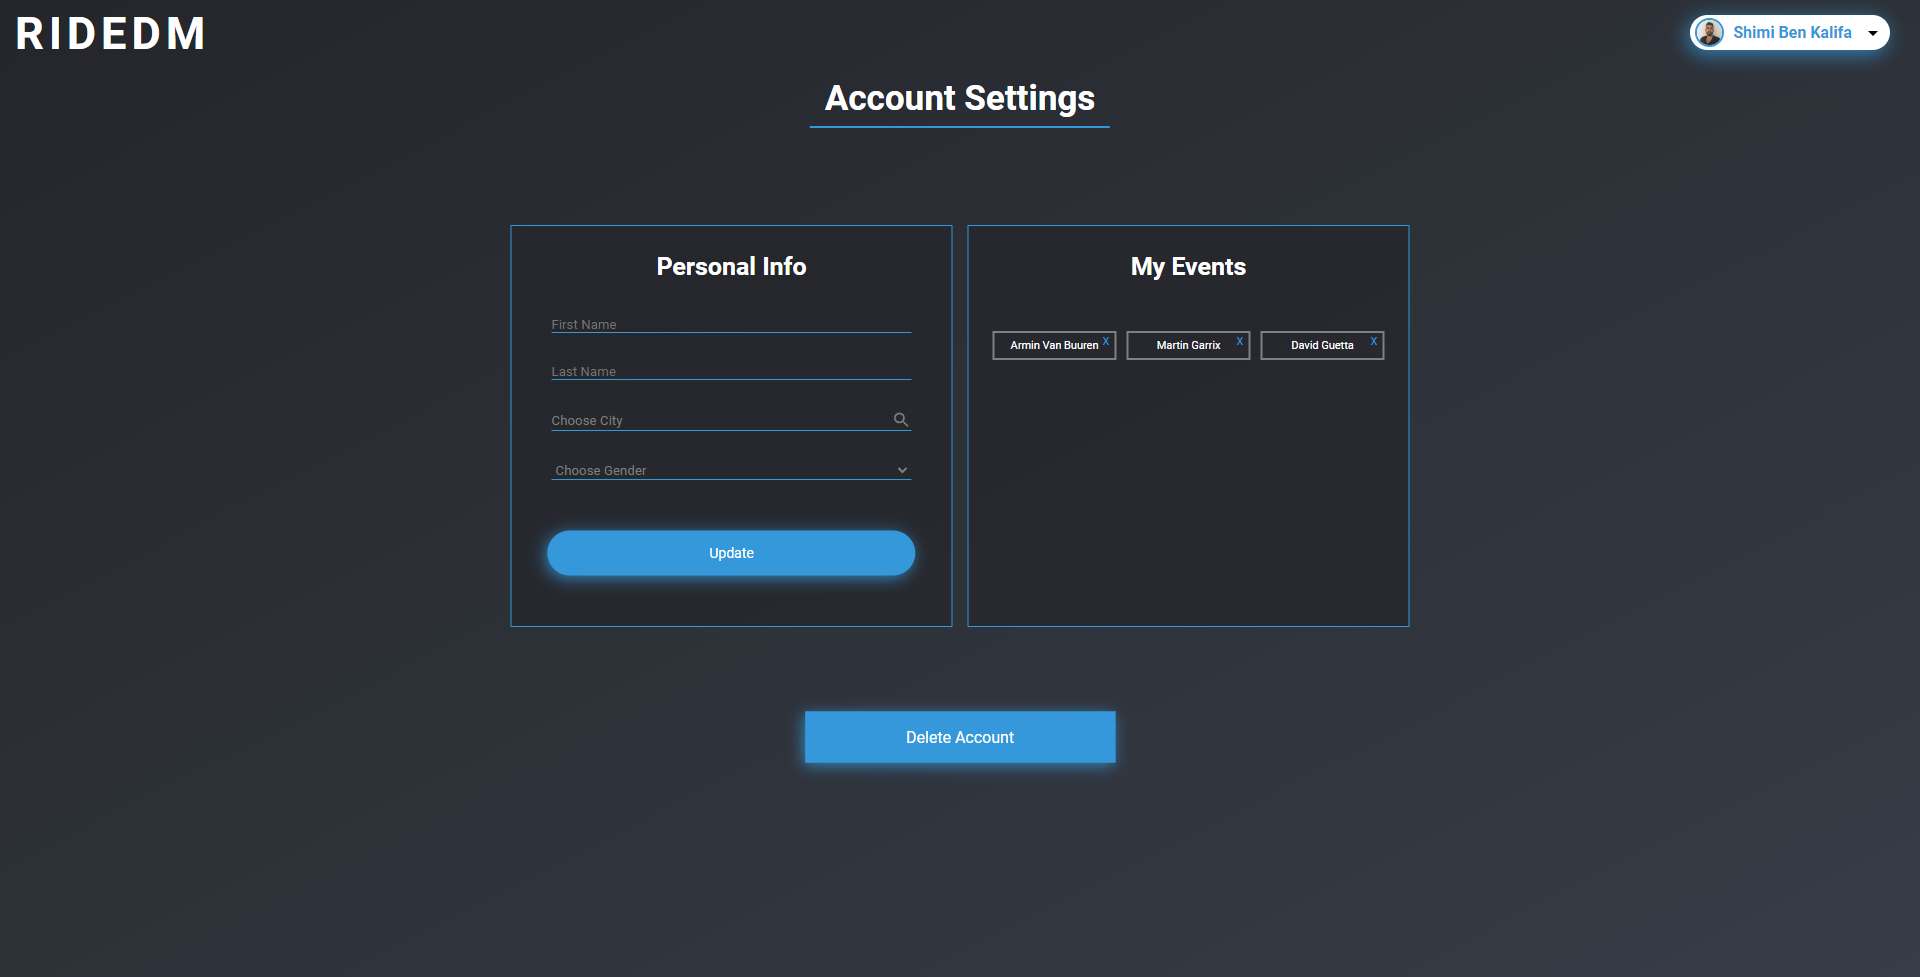 RIDEDM
Shimi Ben Kalifa
Account Settings
Personal Info
First Name
Last Name
Choose City
Choose Gender
Update
My Events
Armin Van Buuren X
Martin Garrix X
David Guetta X
Delete Account